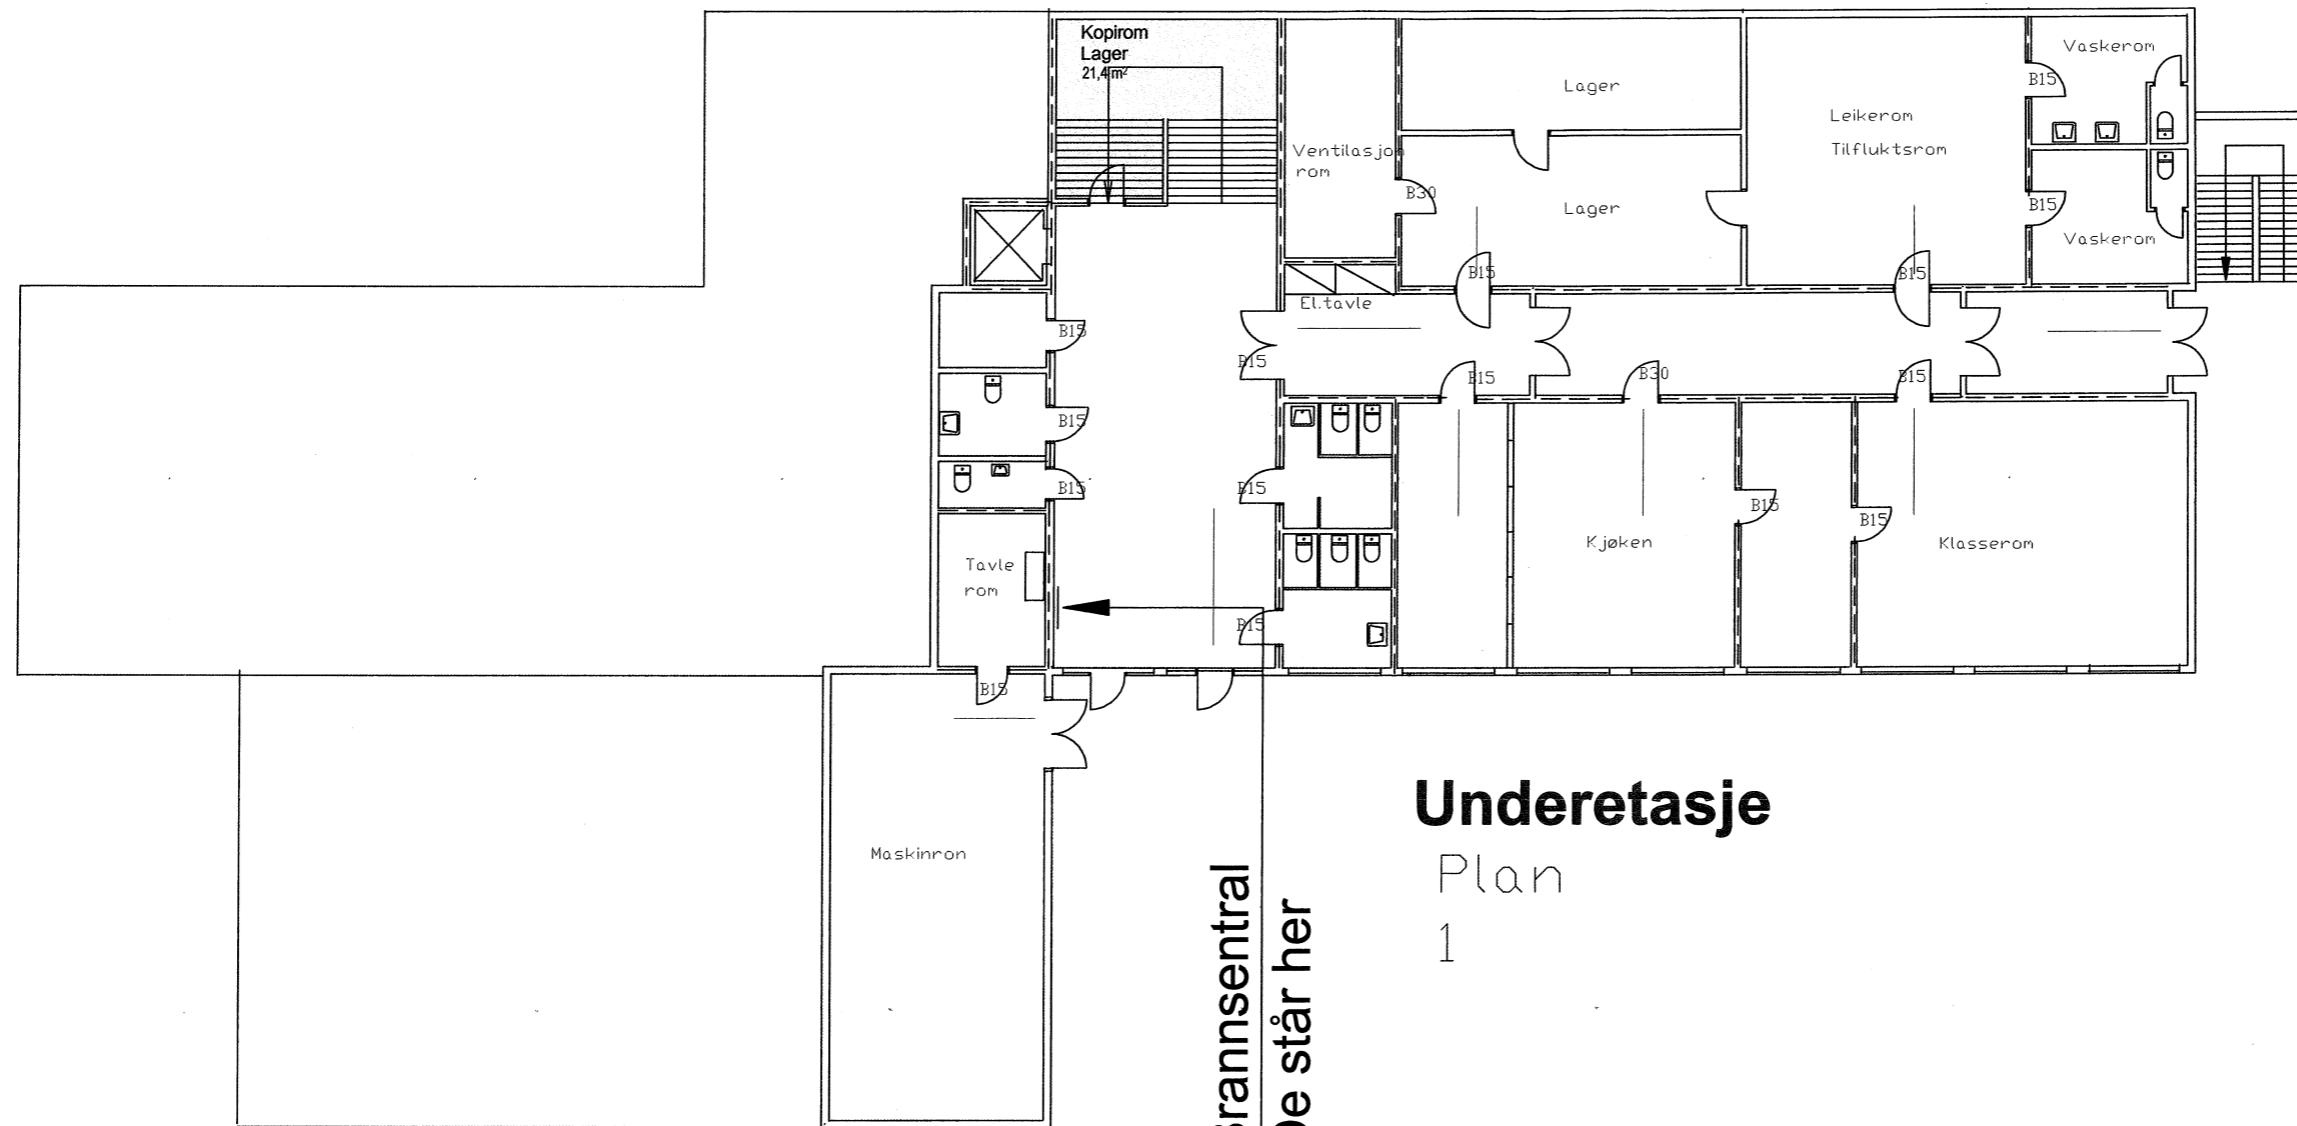 Kopirom
Lager
21,4 m²
Vaskerom
B15
Lager
Leikerom
Tilfluktsrom
Ventilasjon
rom
B30
Lager
B15
Vaskerom
B15
B15
El.tavle
B15
B15
B15
B30
B15
B15
B15
B15
B15
B15
Kjøken
Klasserom
Tavle
rom
B15
B15
Maskinron
Underetasje
Plan
1
Brannsentral
De står her